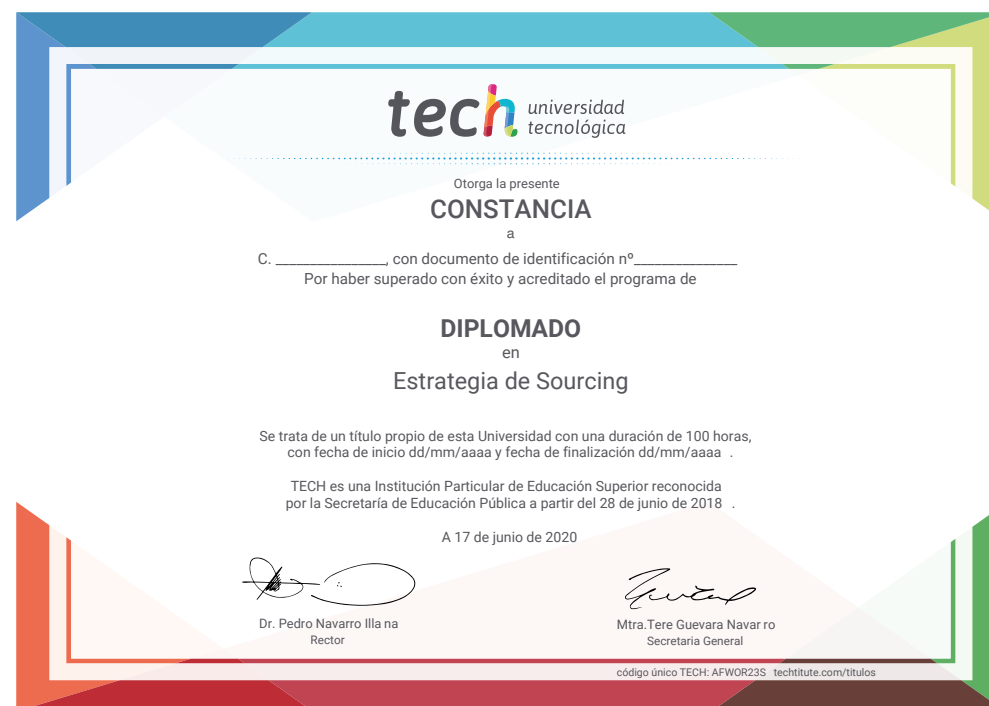 tech universidad
tecnológica
Otorga la presente
CONSTANCIA
a
C. ________________, con documento de identificación nº_______________
Por haber superado con éxito y acreditado el programa de
DIPLOMADO
en
Estrategia de Sourcing
Se trata de un título propio de esta Universidad con una duración de 100 horas,
con fecha de inicio dd/mm/aaaa y fecha de finalización dd/mm/aaaa .
TECH es una Institución Particular de Educación Superior reconocida
por la Secretaría de Educación Pública a partir del 28 de junio de 2018 .
A 17 de junio de 2020
Dr. Pedro Navarro Illa na
Rector
Mtra.Tere Guevara Navar ro
Secretaria General
código único TECH: AFWOR23S techtitute.com/titulos